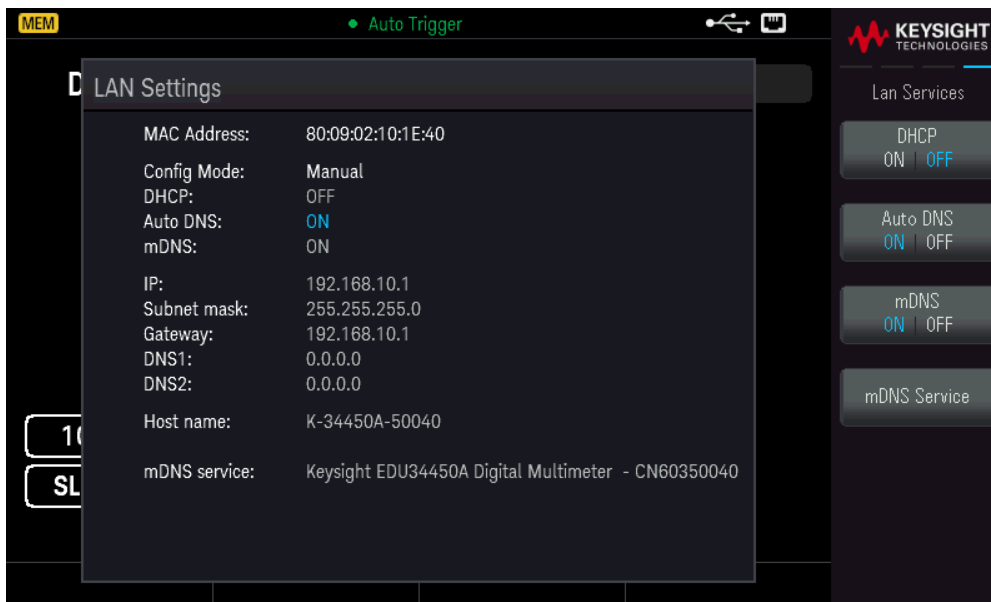 MEM
Auto Trigger
KEYSIGHT
TECHNOLOGIES
D
LAN Settings
MAC Address: 80:09:02:10:1E:40
Config Mode: Manual
DHCP: OFF
Auto DNS: ON
mDNS: ON
IP: 192.168.10.1
Subnet mask: 255.255.255.0
Gateway: 192.168.10.1
DNS1: 0.0.0.0
DNS2: 0.0.0.0
Host name: K-34450A-50040
mDNS service: Keysight EDU34450A Digital Multimeter - CN60350040
10
SL
Lan Services
DHCP
ON | OFF
Auto DNS
ON | OFF
mDNS
ON | OFF
mDNS Service